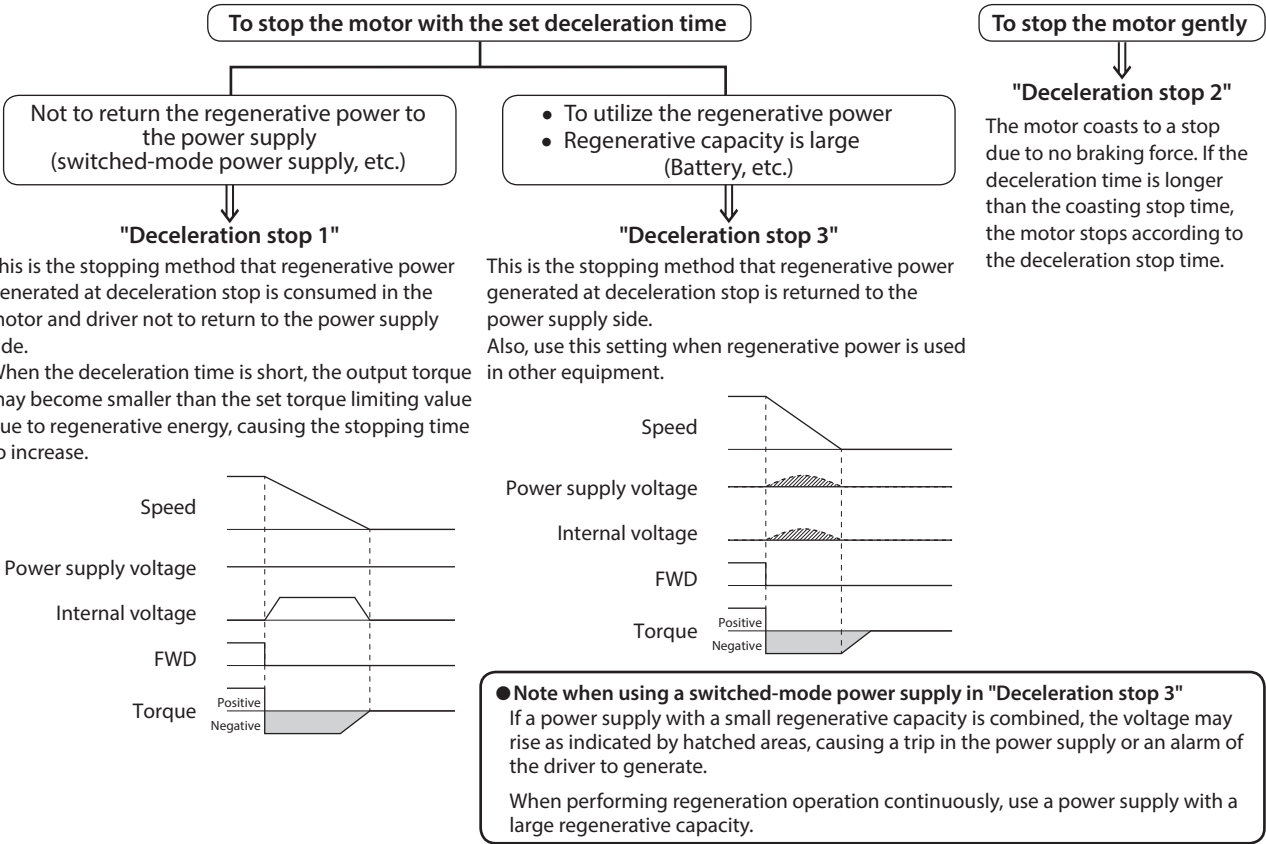 To stop the motor with the set deceleration time
Not to return the regenerative power to
the power supply
(switched-mode power supply, etc.)
"Deceleration stop 1"
his is the stopping method that regenerative power
enerated at deceleration stop is consumed in the
otor and driver not to return to the power supply
de.
hen the deceleration time is short, the output torque
ay become smaller than the set torque limiting value
ue to regenerative energy, causing the stopping time
o increase.
Speed
Power supply voltage
Internal voltage
FWD
Torque
Positive
Negative
• To utilize the regenerative power
• Regenerative capacity is large
(Battery, etc.)
"Deceleration stop 3"
This is the stopping method that regenerative power
generated at deceleration stop is returned to the
power supply side.
Also, use this setting when regenerative power is used
in other equipment.
Speed
Power supply voltage
Internal voltage
FWD
Torque
Positive
Negative
● Note when using a switched-mode power supply in "Deceleration stop 3"
If a power supply with a small regenerative capacity is combined, the voltage may
rise as indicated by hatched areas, causing a trip in the power supply or an alarm of
the driver to generate.
When performing regeneration operation continuously, use a power supply with a
large regenerative capacity.
To stop the motor gently
"Deceleration stop 2"
The motor coasts to a stop
due to no braking force. If the
deceleration time is longer
than the coasting stop time,
the motor stops according to
the deceleration stop time.